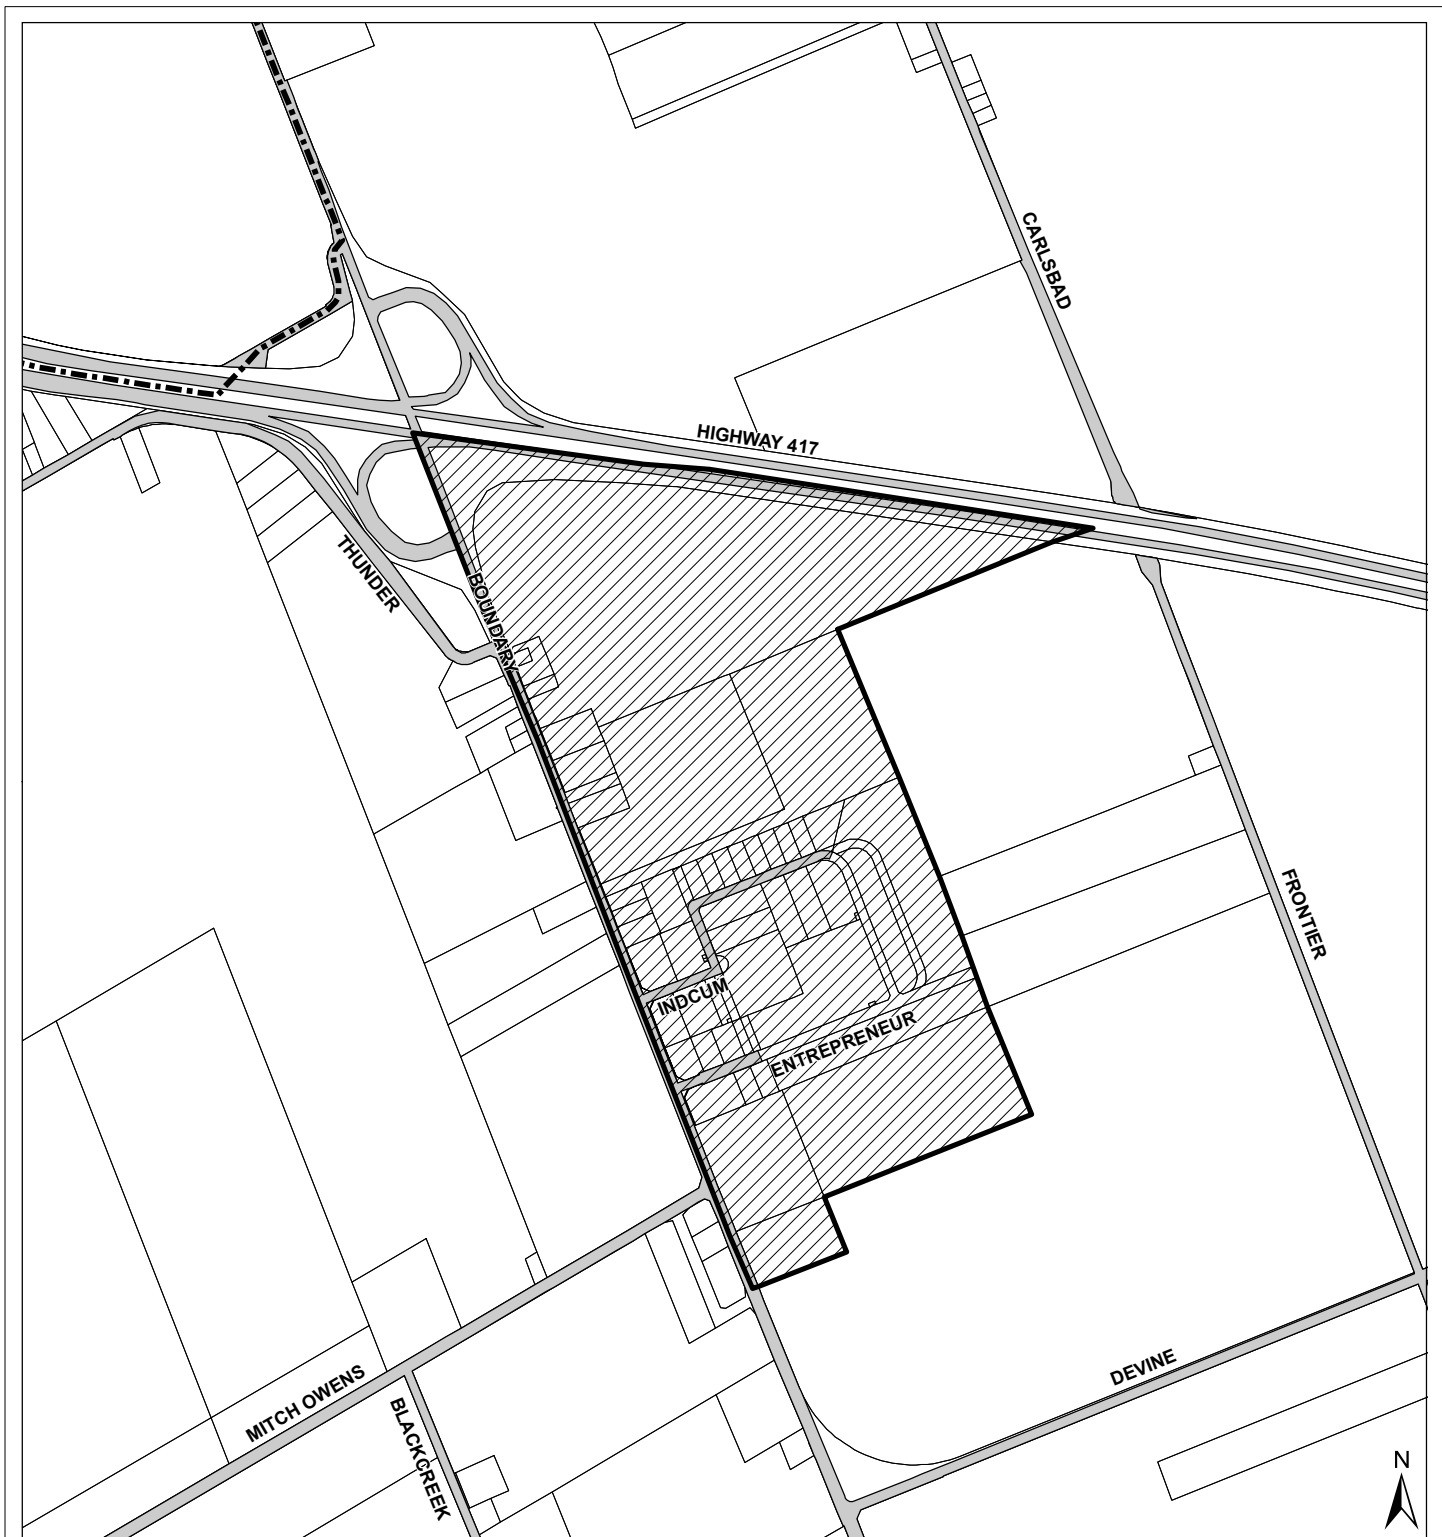 CARLSBAD
HIGHWAY 417
THUNDER
BOUNDARY
FRONTIER
INDCUM
ENTREPRENEUR
DEVINE
MITCH OWENS
BLACKCREEK
N